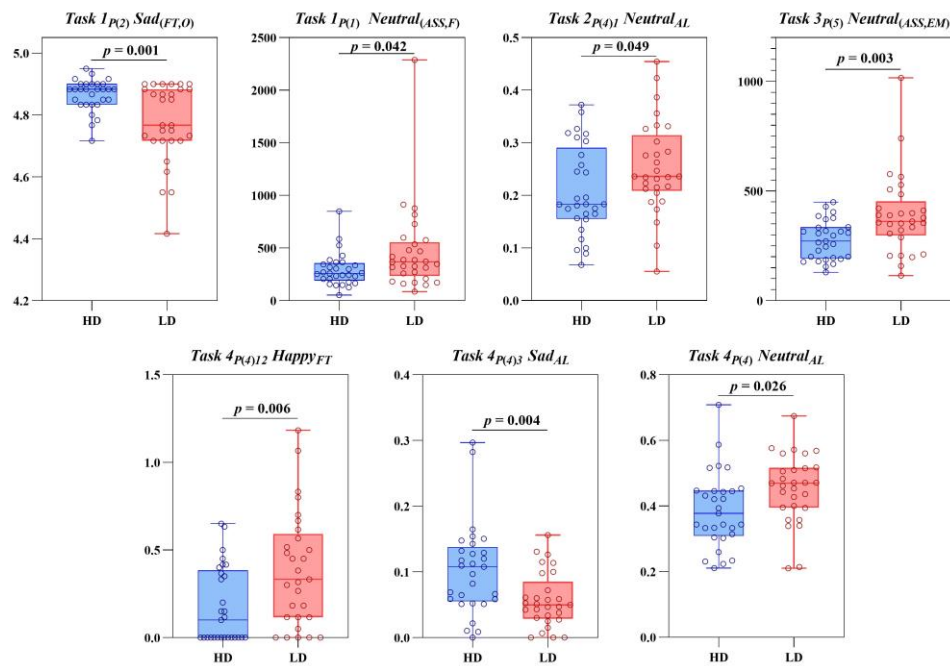 Task 1P(2) Sad(FT,O)
p = 0.001
5.0
4.8
4.6
4.4
4.2
HD LD
Task 1P(1) Neutral(ASS,F)
p = 0.042
2500
2000
1500
1000
500
0
HD LD
Task 2P(4)1 NeutralAL
p = 0.049
0.5
0.4
0.3
0.2
0.1
0.0
HD LD
Task 3P(5) Neutral(ASS,EM)
p = 0.003
1000
500
0
HD LD
Task 4P(4)12 HappyFT
p = 0.006
1.5
1.0
0.5
0.0
HD LD
Task 4P(4)3 SadAL
p = 0.004
0.4
0.3
0.2
0.1
0.0
HD LD
Task 4P(4) NeutralAL
p = 0.026
0.8
0.6
0.4
0.2
0.0
HD LD